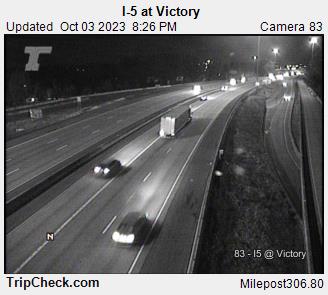 I-5 at Victory
Updated Oct 03 2023 8:26 PM Camera 83
T
N
83 - I5 @ Victory
TripCheck.com Milepost306.80